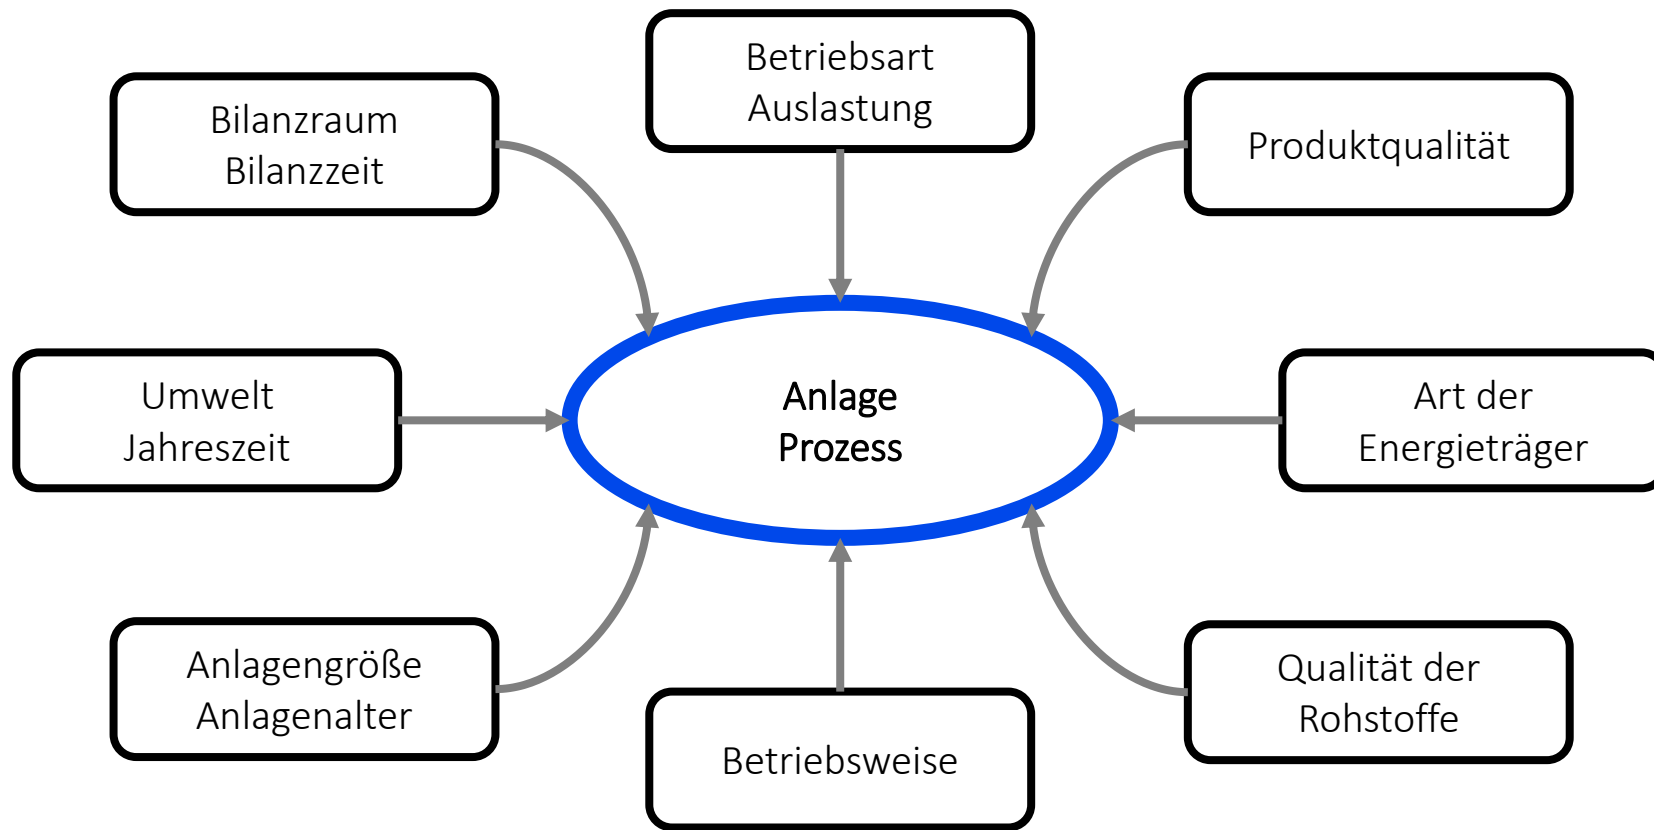 Betriebsart
Auslastung
Bilanzraum
Bilanzzeit
Produktqualität
Umwelt
Jahreszeit
Anlage
Prozess
Art der
Energieträger
Anlagengröße
Anlagenalter
Betriebsweise
Qualität der
Rohstoffe